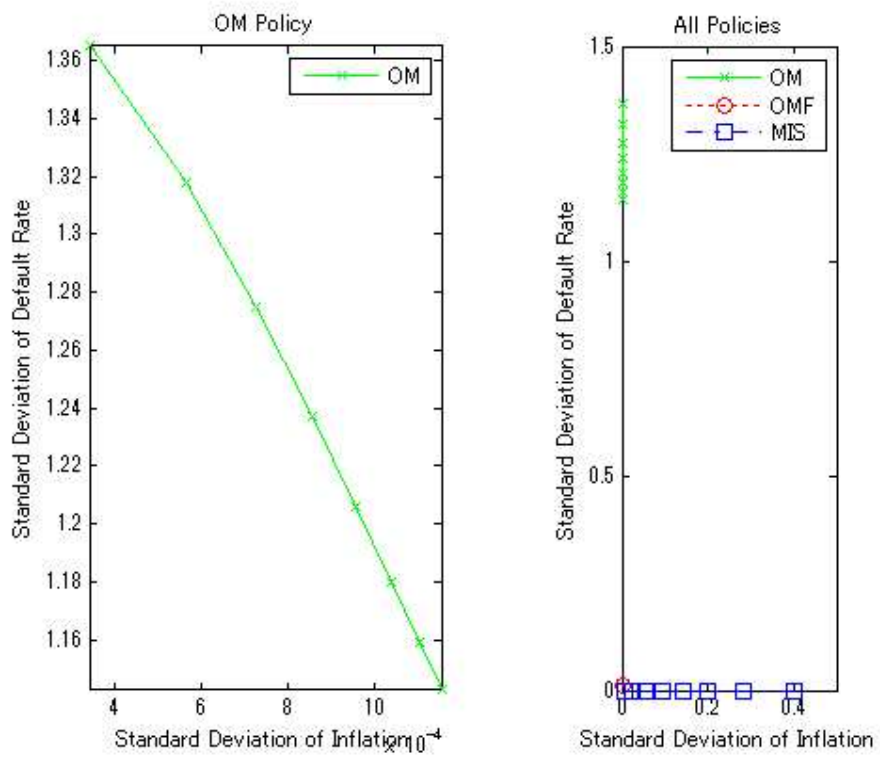 OM Policy
OM
1.36
1.34
1.32
1.3
1.28
1.26
1.24
1.22
1.2
1.18
1.16
Standard Deviation of Default Rate
4 6 8 10
Standard Deviation of Inflation
x 10-4
All Policies
OM
OMF
MIS
1.5
1
0.5
0
Standard Deviation of Default Rate
0 0.2 0.4
Standard Deviation of Inflation